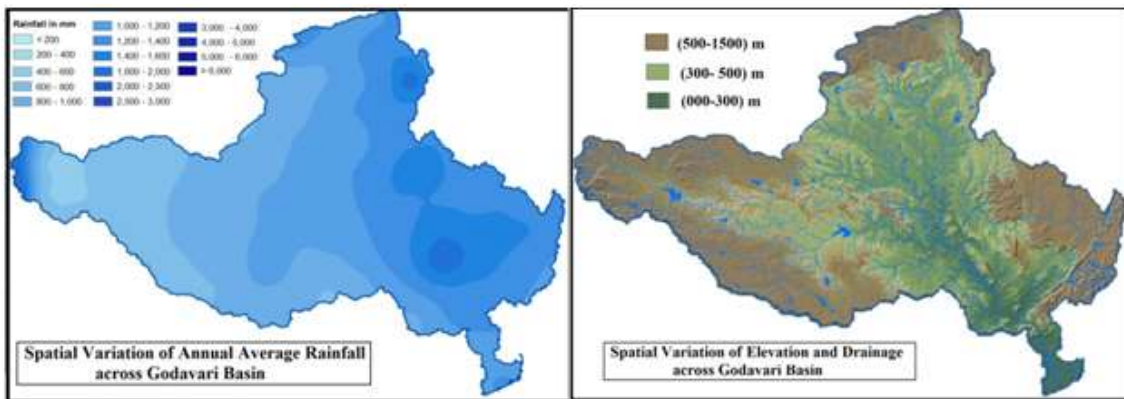 Rainfall in mm
< 200
200 - 400
400 - 600
600 - 800
800 - 1,000
1,000 - 1,200
1,200 - 1,400
1,400 - 1,600
1,600 - 2,000
2,000 - 2,500
2,500 - 3,000
3,000 - 4,000
4,000 - 5,000
5,000 - 6,000
Spatial Variation of Annual Average Rainfall
across Godavari Basin
(500-1500) m
(300- 500) m
(000-300) m
Spatial Variation of Elevation and Drainage
across Godavari Basin